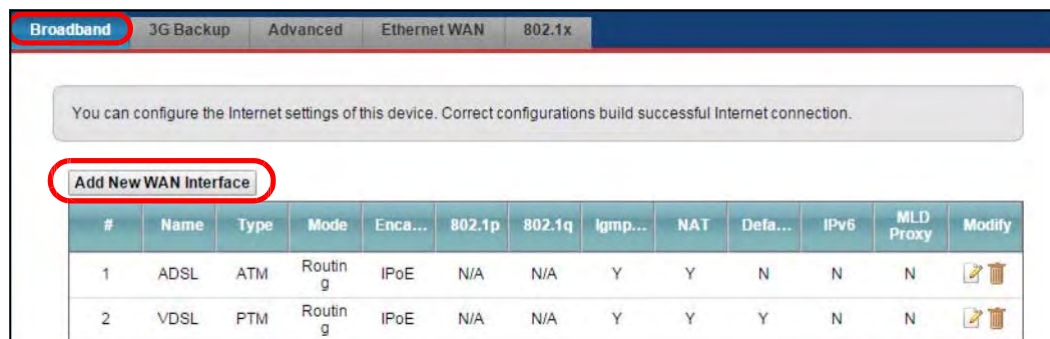 Broadband 3G Backup Advanced Ethernet WAN 802.1x
You can configure the Internet settings of this device. Correct configurations build successful Internet connection.
Add New WAN Interface
# Name Type Mode Enca... 802.1p 802.1q Igmp... NAT Defa... IPv6 MLD Proxy Modify
1 ADSL ATM Routing IPoE N/A N/A Y Y N N N
2 VDSL PTM Routing IPoE N/A N/A Y Y Y N N